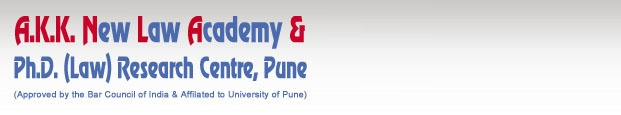 A.K.K. New Law Academy &
Ph.D. (Law) Research Centre, Pune
(Approved by the Bar Council of India & Affilated to University of Pune)